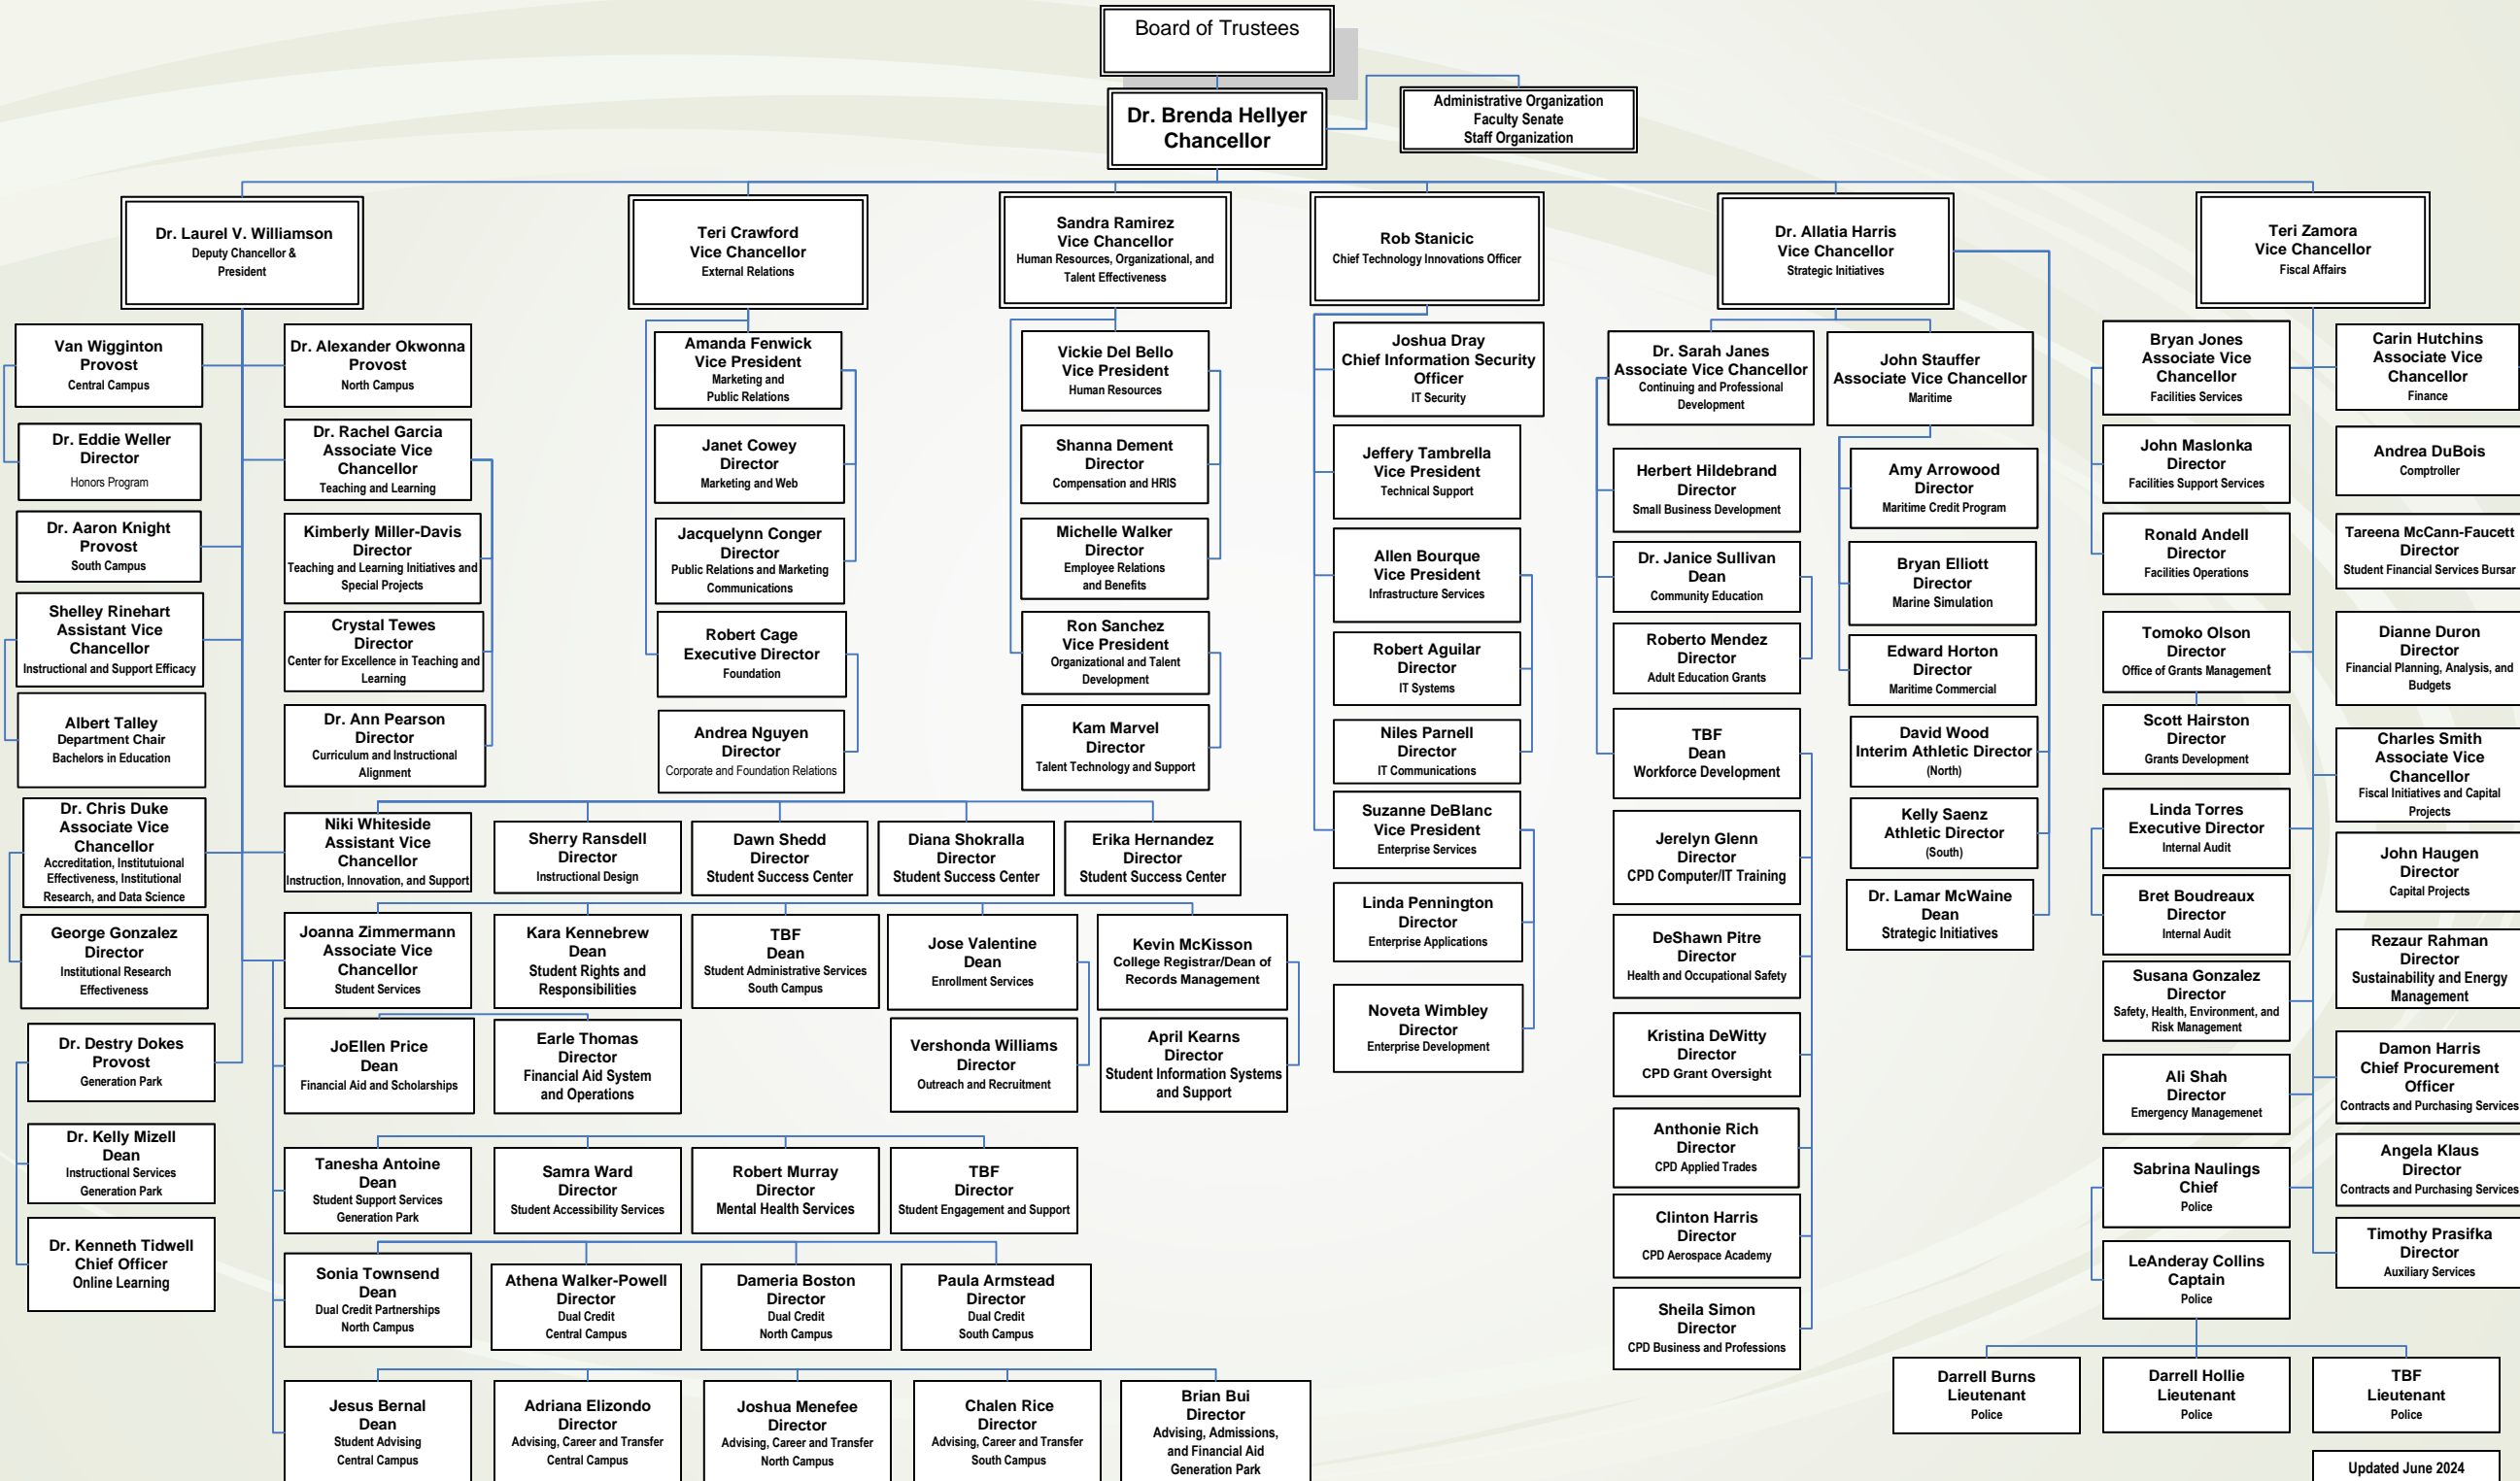 Board of Trustees
Dr. Brenda Hellyer
Chancellor
Administrative Organization
Faculty Senate
Staff Organization
Dr. Laurel V. Williamson
Deputy Chancellor &
President
Teri Crawford
Vice Chancellor
External Relations
Sandra Ramirez
Vice Chancellor
Human Resources, Organizational, and
Talent Effectiveness
Rob Stanicic
Chief Technology Innovations Officer
Dr. Allatia Harris
Vice Chancellor
Strategic Initiatives
Teri Zamora
Vice Chancellor
Fiscal Affairs
Van Wigginton
Provost
Central Campus
Dr. Eddie Weller
Director
Honors Program
Dr. Aaron Knight
Provost
South Campus
Shelley Rinehart
Assistant Vice
Chancellor
Instructional and Support Efficacy
Albert Talley
Department Chair
Bachelors in Education
Dr. Chris Duke
Associate Vice
Chancellor
Accreditation, Institutuional
Effectiveness, Institutional
Research, and Data Science
George Gonzalez
Director
Institutional Research
Effectiveness
Dr. Destry Dokes
Provost
Generation Park
Dr. Kelly Mizell
Dean
Instructional Services
Generation Park
Dr. Kenneth Tidwell
Chief Officer
Online Learning
Dr. Alexander Okwonna
Provost
North Campus
Dr. Rachel Garcia
Associate Vice
Chancellor
Teaching and Learning
Kimberly Miller-Davis
Director
Teaching and Learning Initiatives and
Special Projects
Crystal Tewes
Director
Center for Excellence in Teaching and
Learning
Dr. Ann Pearson
Director
Curriculum and Instructional
Alignment
Niki Whiteside
Assistant Vice
Chancellor
Instruction, Innovation, and Support
Sherry Ransdell
Director
Instructional Design
Dawn Shedd
Director
Student Success Center
Diana Shokralla
Director
Student Success Center
Erika Hernandez
Director
Student Success Center
Joanna Zimmermann
Associate Vice
Chancellor
Student Services
Kara Kennebrew
Dean
Student Rights and
Responsibilities
TBF
Dean
Student Administrative Services
South Campus
Jose Valentine
Dean
Enrollment Services
Kevin McKisson
College Registrar/Dean of
Records Management
JoEllen Price
Dean
Financial Aid and Scholarships
Earle Thomas
Director
Financial Aid System
and Operations
Vershonda Williams
Director
Outreach and Recruitment
April Kearns
Director
Student Information Systems
and Support
Tanesha Antoine
Dean
Student Support Services
Generation Park
Samra Ward
Director
Student Accessibility Services
Robert Murray
Director
Mental Health Services
TBF
Director
Student Engagement and Support
Sonia Townsend
Dean
Dual Credit Partnerships
North Campus
Athena Walker-Powell
Director
Dual Credit
Central Campus
Dameria Boston
Director
Dual Credit
North Campus
Paula Armstead
Director
Dual Credit
South Campus
Jesus Bernal
Dean
Student Advising
Central Campus
Adriana Elizondo
Director
Advising, Career and Transfer
Central Campus
Joshua Menefee
Director
Advising, Career and Transfer
North Campus
Chalen Rice
Director
Advising, Career and Transfer
South Campus
Brian Bui
Director
Advising, Admissions,
and Financial Aid
Generation Park
Amanda Fenwick
Vice President
Marketing and
Public Relations
Janet Cowey
Director
Marketing and Web
Jacquelynn Conger
Director
Public Relations and Marketing
Communications
Robert Cage
Executive Director
Foundation
Andrea Nguyen
Director
Corporate and Foundation Relations
Vickie Del Bello
Vice President
Human Resources
Shanna Dement
Director
Compensation and HRIS
Michelle Walker
Director
Employee Relations
and Benefits
Ron Sanchez
Vice President
Organizational and Talent
Development
Kam Marvel
Director
Talent Technology and Support
Joshua Dray
Chief Information Security
Officer
IT Security
Jeffery Tambrella
Vice President
Technical Support
Allen Bourque
Vice President
Infrastructure Services
Robert Aguilar
Director
IT Systems
Niles Parnell
Director
IT Communications
Suzanne DeBlanc
Vice President
Enterprise Services
Linda Pennington
Director
Enterprise Applications
Noveta Wimbley
Director
Enterprise Development
Dr. Sarah Janes
Associate Vice Chancellor
Continuing and Professional
Development
Herbert Hildebrand
Director
Small Business Development
Dr. Janice Sullivan
Dean
Community Education
Roberto Mendez
Director
Adult Education Grants
TBF
Dean
Workforce Development
Jerelyn Glenn
Director
CPD Computer/IT Training
DeShawn Pitre
Director
Health and Occupational Safety
Kristina DeWitty
Director
CPD Grant Oversight
Anthonie Rich
Director
CPD Applied Trades
Clinton Harris
Director
CPD Aerospace Academy
Sheila Simon
Director
CPD Business and Professions
John Stauffer
Associate Vice Chancellor
Maritime
Amy Arrowood
Director
Maritime Credit Program
Bryan Elliott
Director
Marine Simulation
Edward Horton
Director
Maritime Commercial
David Wood
Interim Athletic Director
(North)
Kelly Saenz
Athletic Director
(South)
Dr. Lamar McWaine
Dean
Strategic Initiatives
Bryan Jones
Associate Vice
Chancellor
Facilities Services
John Maslonka
Director
Facilities Support Services
Ronald Andell
Director
Facilities Operations
Tomoko Olson
Director
Office of Grants Management
Scott Hairston
Director
Grants Development
Linda Torres
Executive Director
Internal Audit
Bret Boudreaux
Director
Internal Audit
Susana Gonzalez
Director
Safety, Health, Environment, and
Risk Management
Ali Shah
Director
Emergency Managemenet
Sabrina Naulings
Chief
Police
LeAnderay Collins
Captain
Police
Darrell Burns
Lieutenant
Police
Darrell Hollie
Lieutenant
Police
TBF
Lieutenant
Police
Carin Hutchins
Associate Vice
Chancellor
Finance
Andrea DuBois
Comptroller
Tareena McCann-Faucett
Director
Student Financial Services Bursar
Dianne Duron
Director
Financial Planning, Analysis, and
Budgets
Charles Smith
Associate Vice
Chancellor
Fiscal Initiatives and Capital
Projects
John Haugen
Director
Capital Projects
Rezaur Rahman
Director
Sustainability and Energy
Management
Damon Harris
Chief Procurement
Officer
Contracts and Purchasing Services
Angela Klaus
Director
Contracts and Purchasing Services
Timothy Prasifka
Director
Auxiliary Services
Updated June 2024